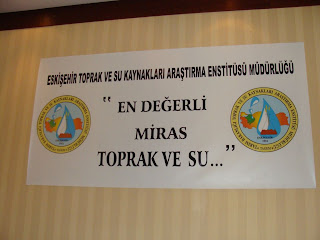 ESKİŞEHİR TOPRAK VE SU KAYNAKLARI ARAŞTIRMA ENSTİTÜSÜ MÜDÜRLÜĞÜ
" EN DEĞERLİ
MİRAS
TOPRAK VE SU..."